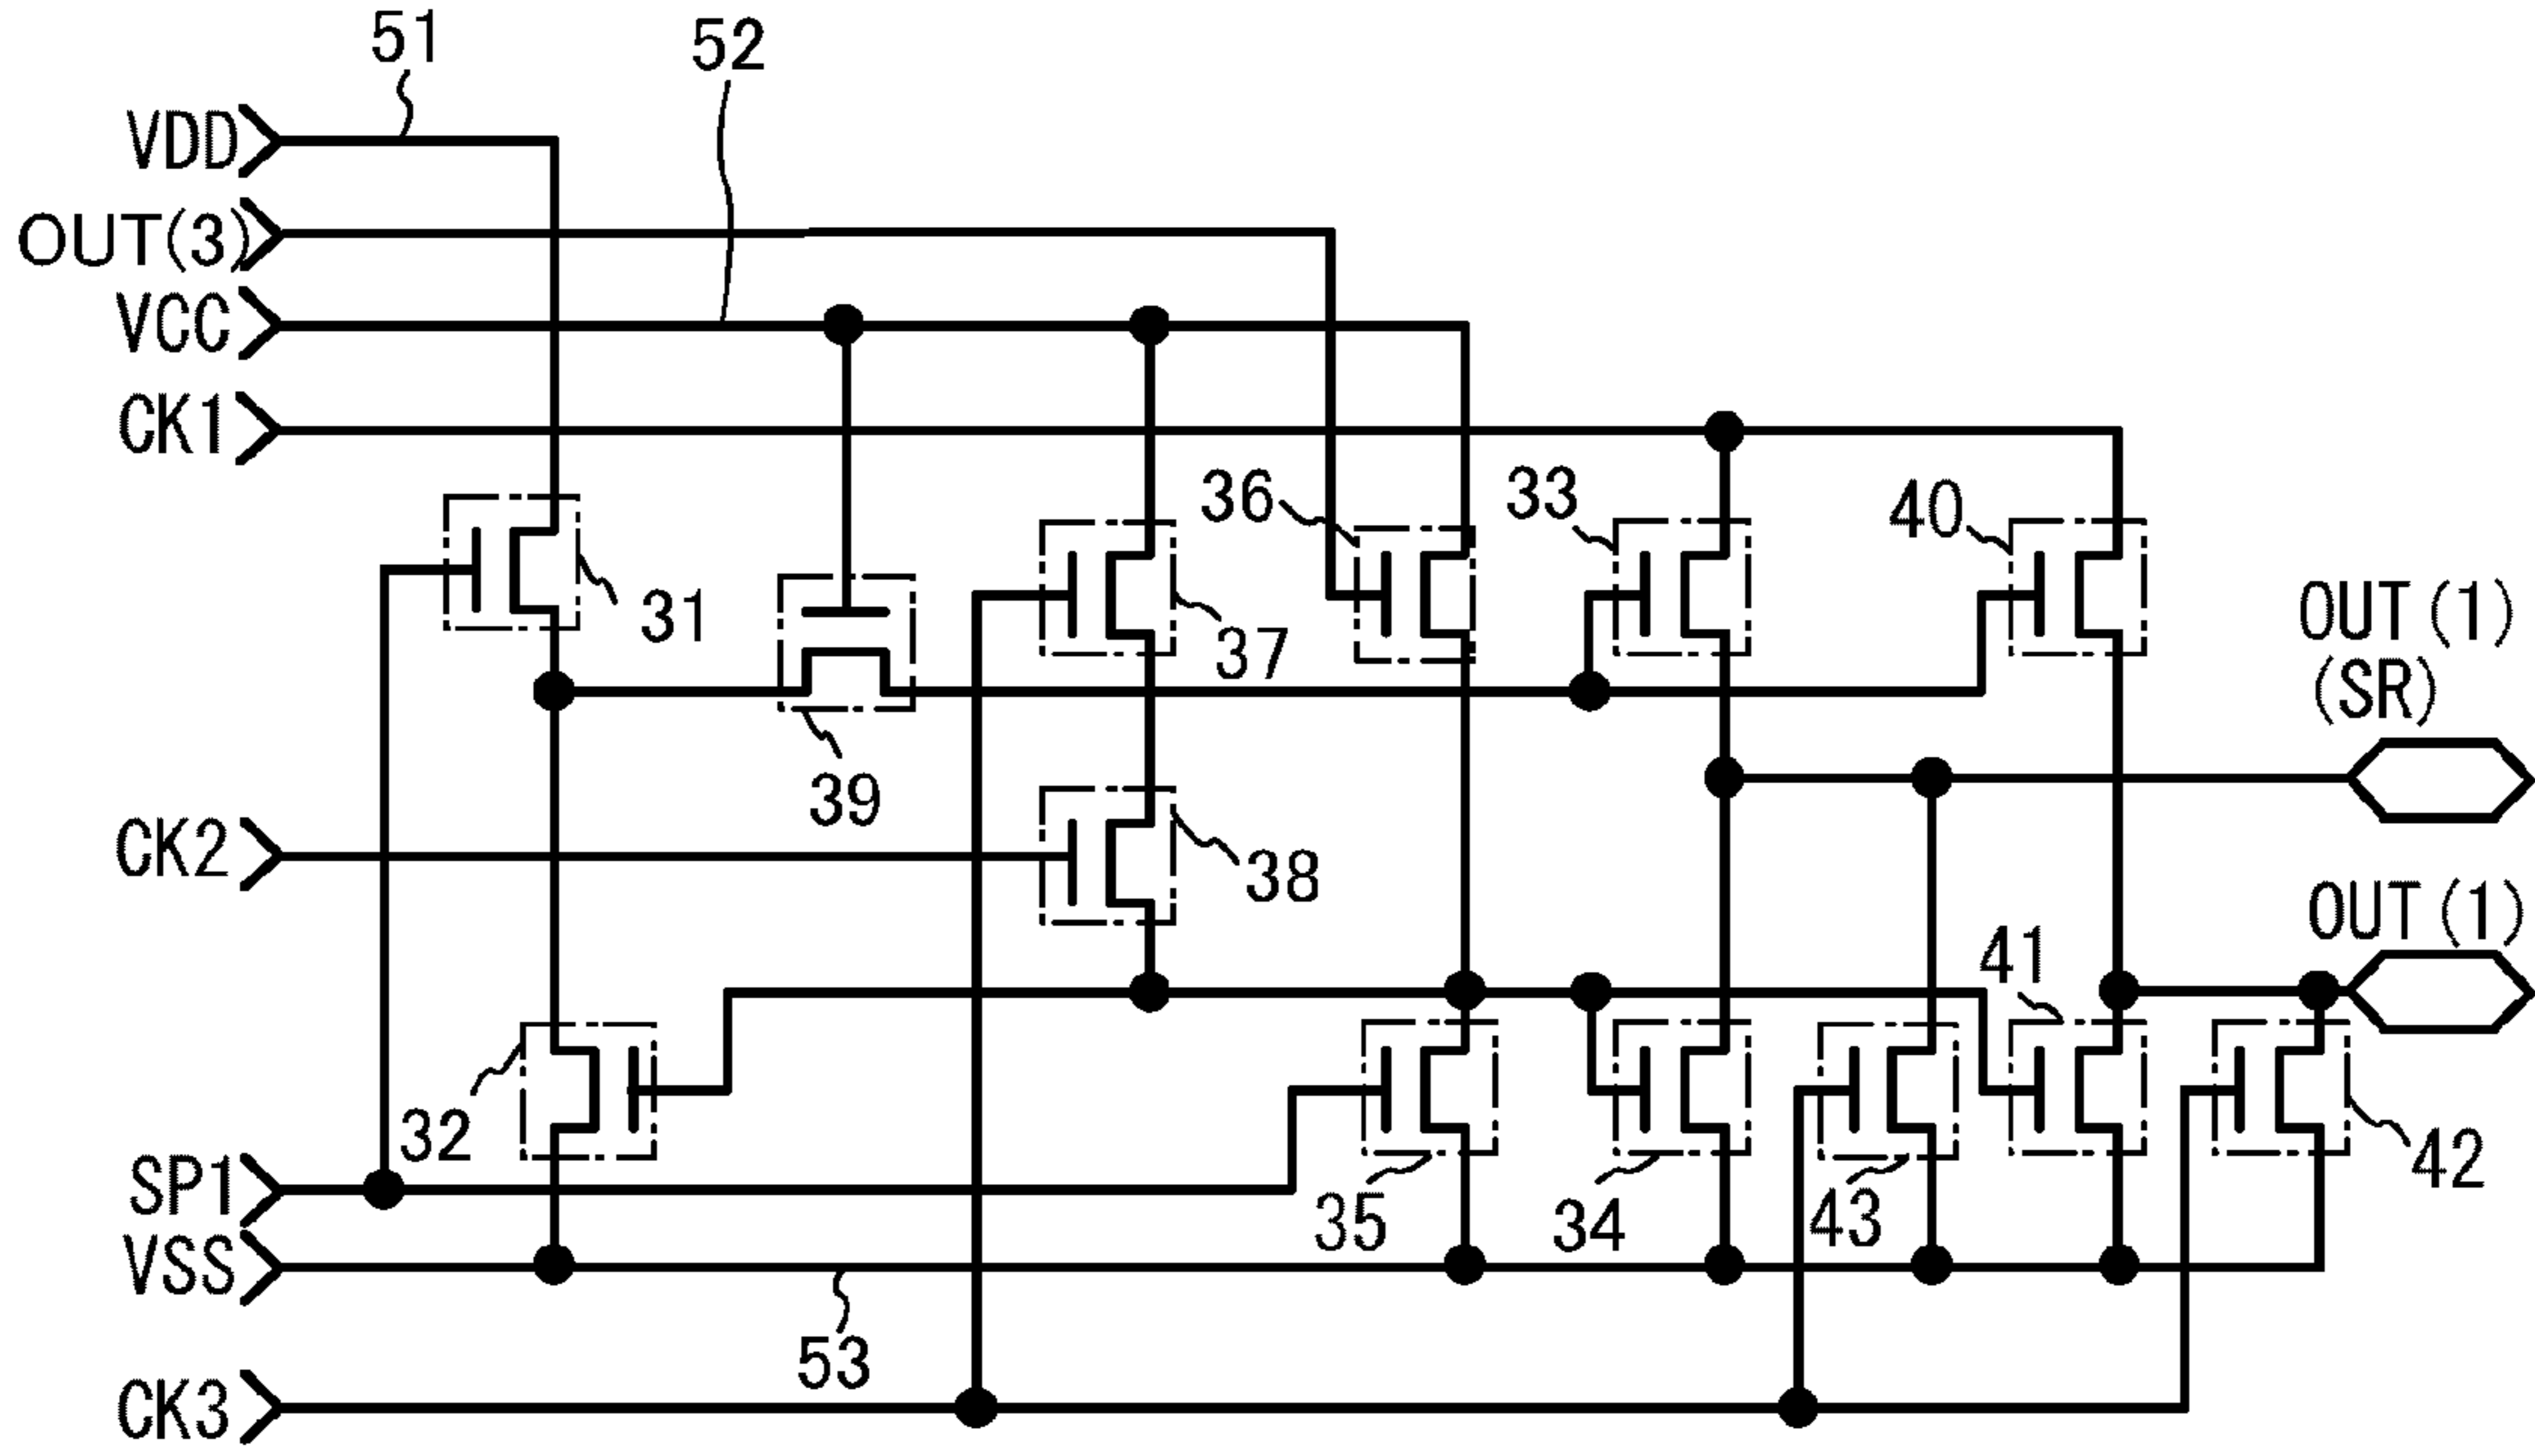 51
52
VDD
OUT(3)
VCC
CK1
36
33
40
31
37
OUT(1)
(SR)
39
CK2
38
OUT(1)
41
32
42
SP1
35
34
43
VSS
53
CK3